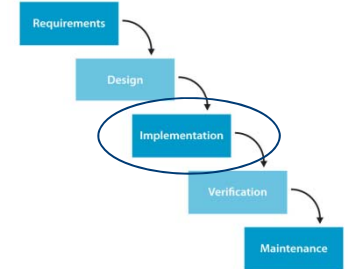 Requirements
Design
Implementation
Verification
Maintenance